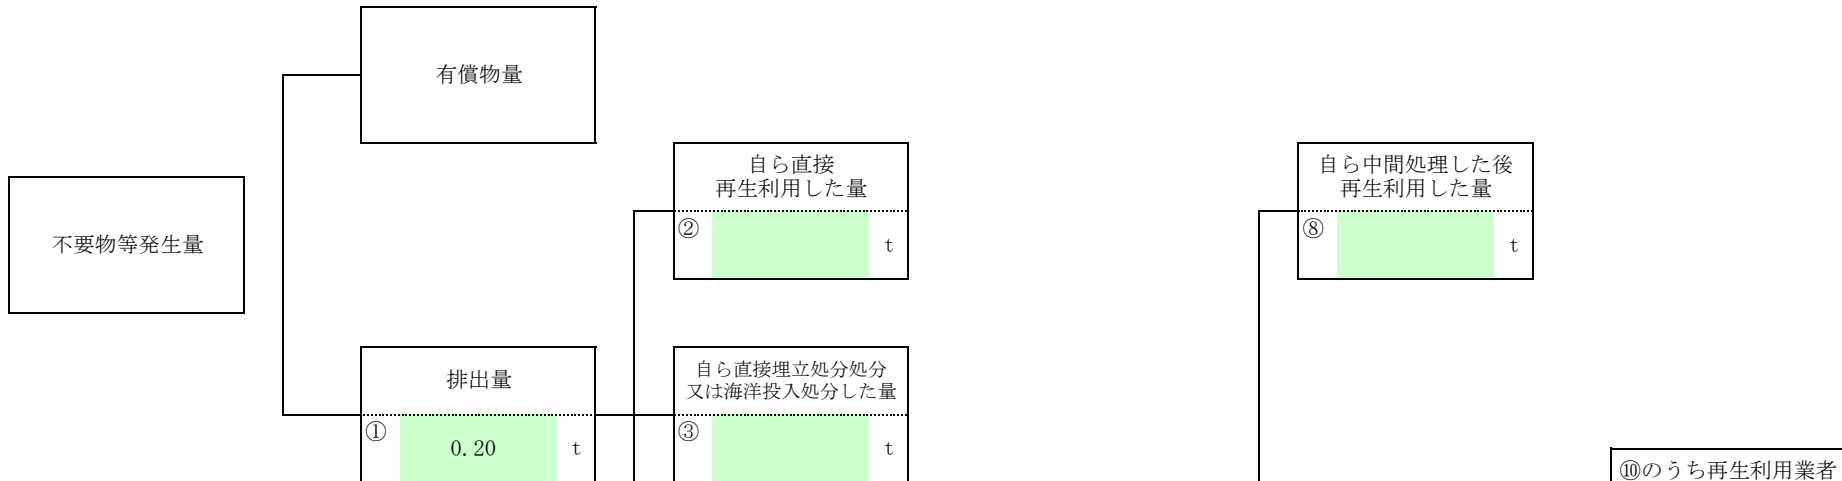 有償物量
自ら直接
再生利用した量
②
t
自ら中間処理した後
再生利用した量
⑧
t
不要物等発生量
排出量
①
0.20
t
自ら直接埋立処分処分
又は海洋投入処分した量
③
t
⑩のうち再生利用業者